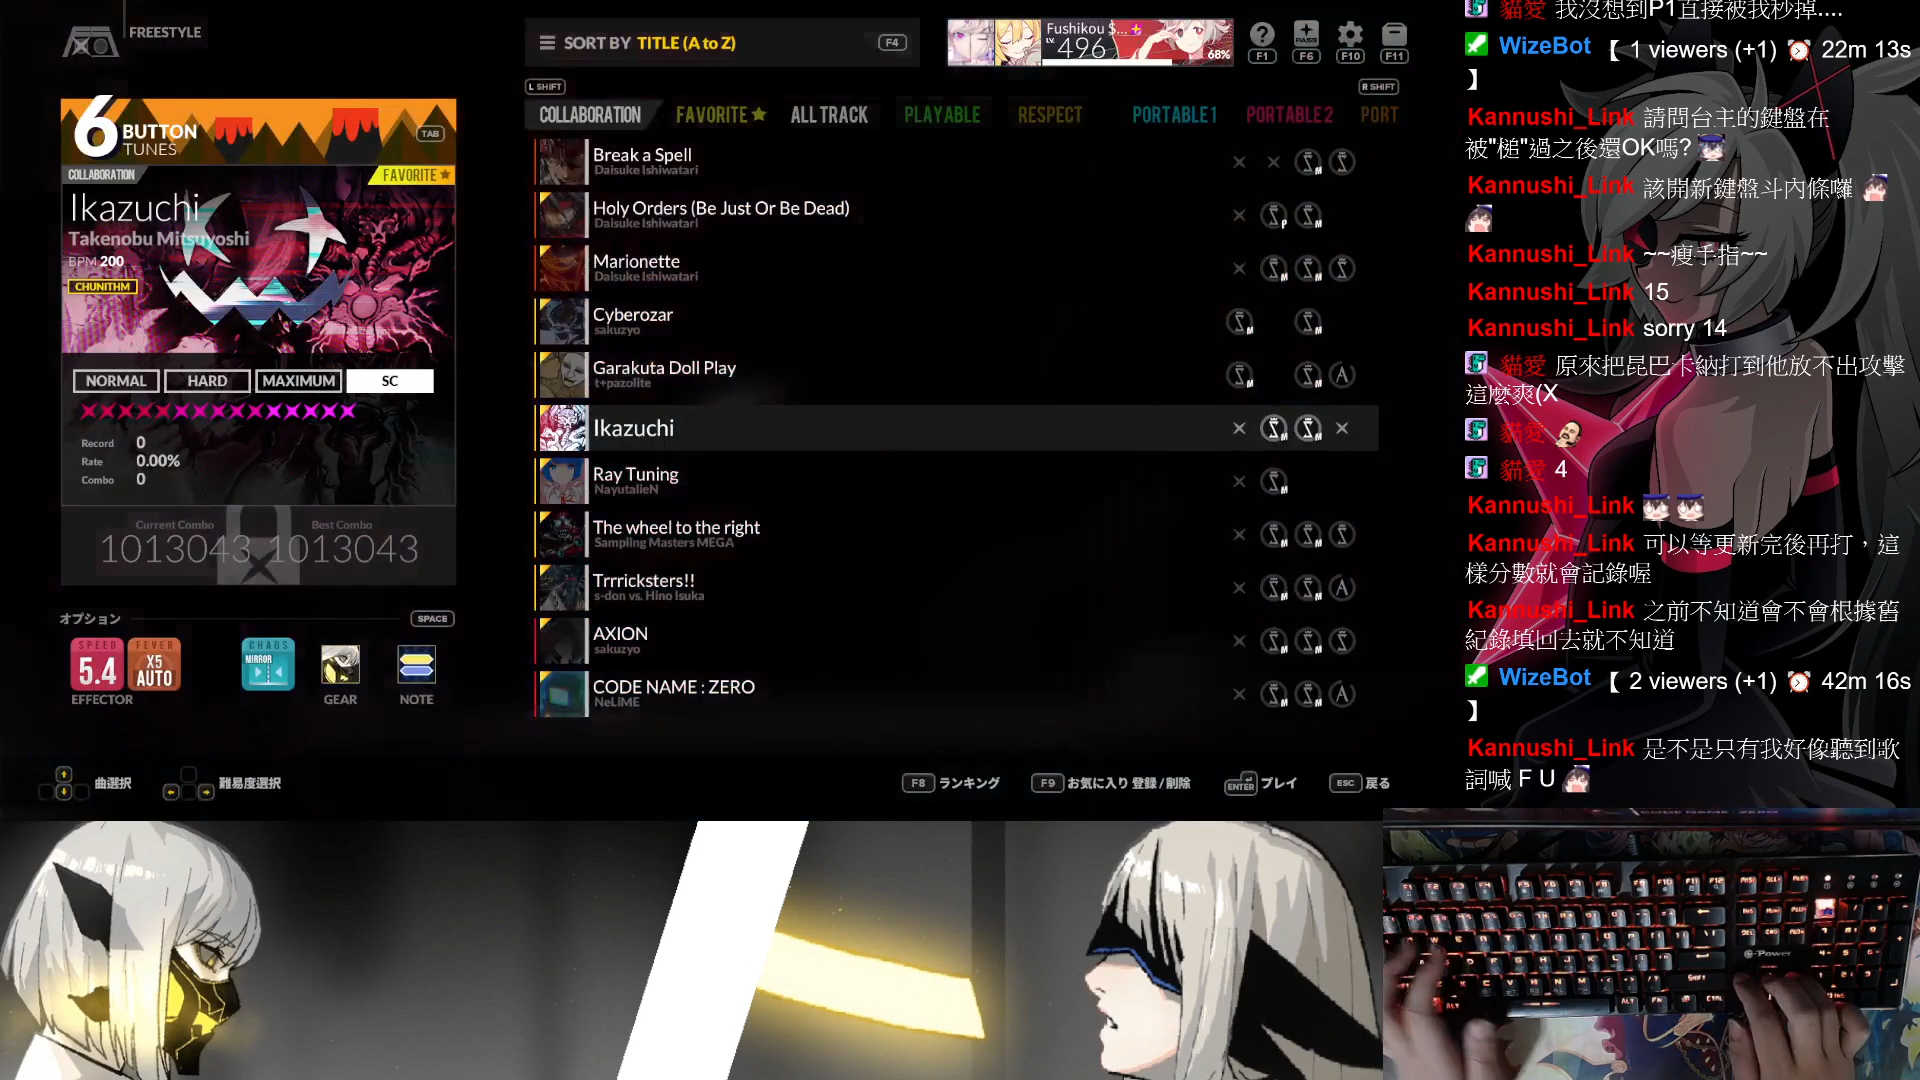 FREESTYLE
SORT BY TITLE (A to Z)
F4
Fushikou $...
LV. 496
68%
F1
PASS
F6
F10
F11
L SHIFT
R SHIFT
COLLABORATION
FAVORITE
ALL TRACK
PLAYABLE
RESPECT
PORTABLE1
PORTABLE2
PORT
6 BUTTON TUNES
TAB
COLLABORATION
FAVORITE
Ikazuchi
Takenobu Mitsuyoshi
BPM 200
CHUNITHM
NORMAL
HARD
MAXIMUM
SC
Record 0
Rate 0.00%
Combo 0
Current Combo
Best Combo
1013043
1013043
オプション
SPACE
SPEED
5.4
FEVER
X5
AUTO
CHAOS
MIRROR
EFFECTOR
GEAR
NOTE
Break a Spell
Daisuke Ishiwatari
Holy Orders (Be Just Or Be Dead)
Daisuke Ishiwatari
Marionette
Daisuke Ishiwatari
Cyberozar
sakuzyo
Garakuta Doll Play
t+pazolite
Ikazuchi
Ray Tuning
NayutalieN
The wheel to the right
Sampling Masters MEGA
Trrricksters!!
s-don vs. Hino Isuka
AXION
sakuzyo
CODE NAME : ZERO
NeLiME
曲選択
難易度選択
F8 ランキング
F9 お気に入り 登録 / 削除
ENTER プレイ
ESC 戻る
貓愛 我沒想到P1直接被我秒掉....
WizeBot 【 1 viewers (+1) ⏰ 22m 13s
】
Kannushi_Link 請問台主的鍵盤在
被"槌"過之後還OK嗎?
Kannushi_Link 該開新鍵盤斗內條囉
Kannushi_Link ~~瘦手指~~
Kannushi_Link 15
Kannushi_Link sorry 14
貓愛 原來把昆巴卡納打到他放不出攻擊
這麼爽(X
貓愛
貓愛 4
Kannushi_Link
Kannushi_Link 可以等更新完後再打，這
樣分數就會記錄喔
Kannushi_Link 之前不知道會不會根據舊
紀錄填回去就不知道
WizeBot 【 2 viewers (+1) ⏰ 42m 16s
】
Kannushi_Link 是不是只有我好像聽到歌
詞喊 F U